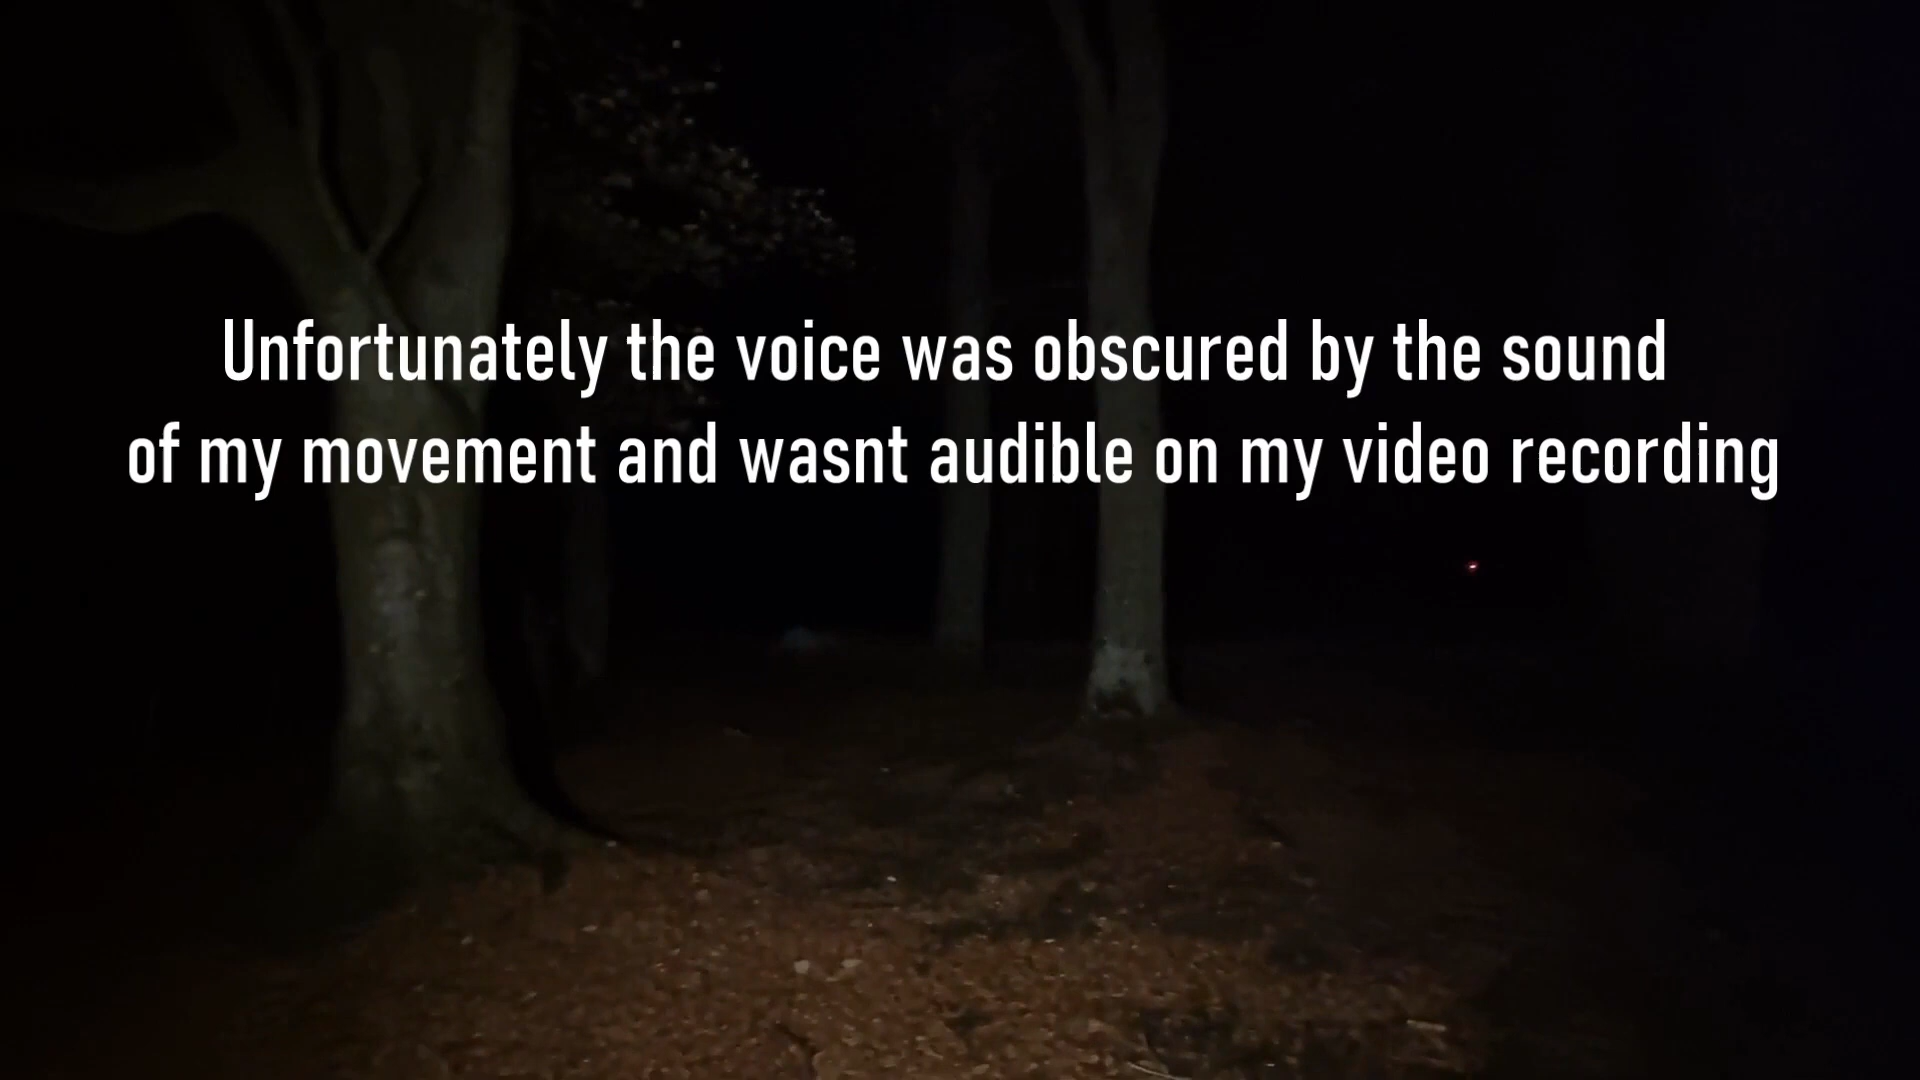 Unfortunately the voice was obscured by the sound
of my movement and wasnt audible on my video recording